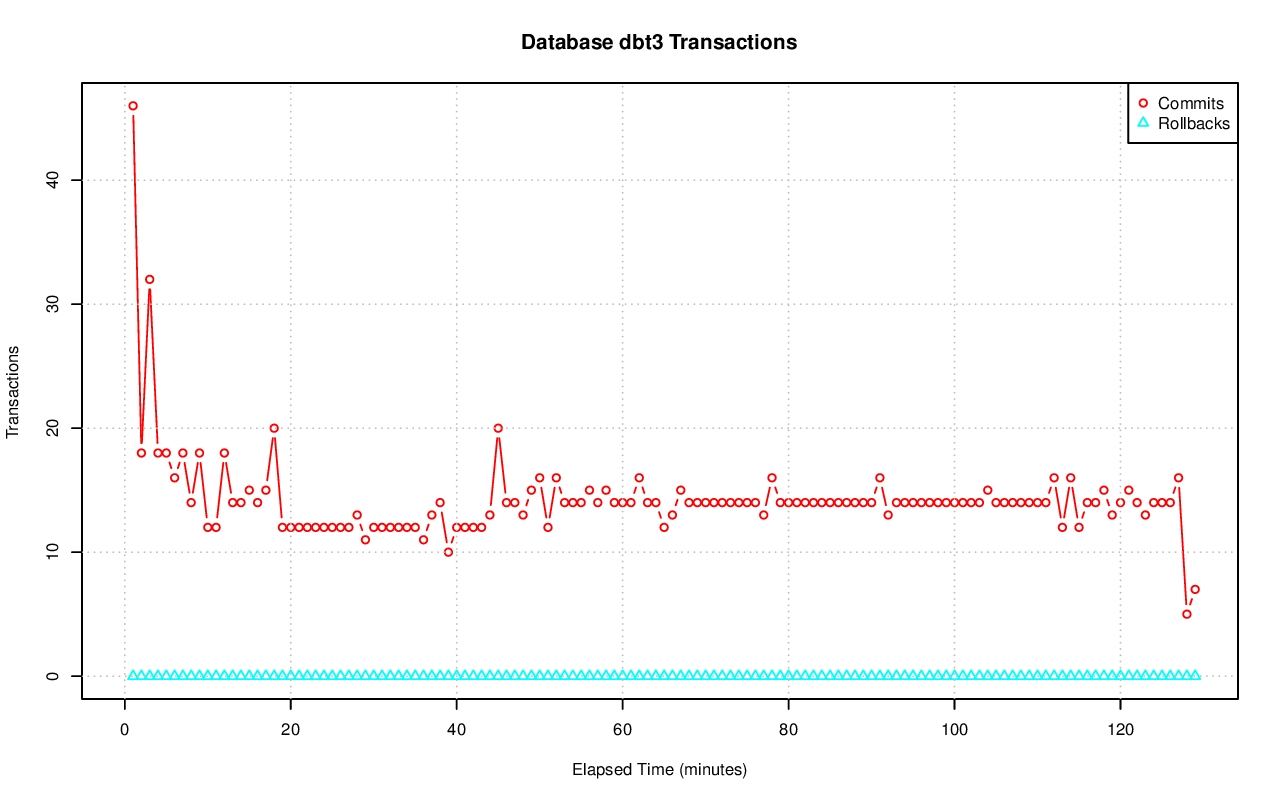 Database dbt3 Transactions
Commits
Rollbacks
Transactions
40
30
20
10
0
0 20 40 60 80 100 120
Elapsed Time (minutes)